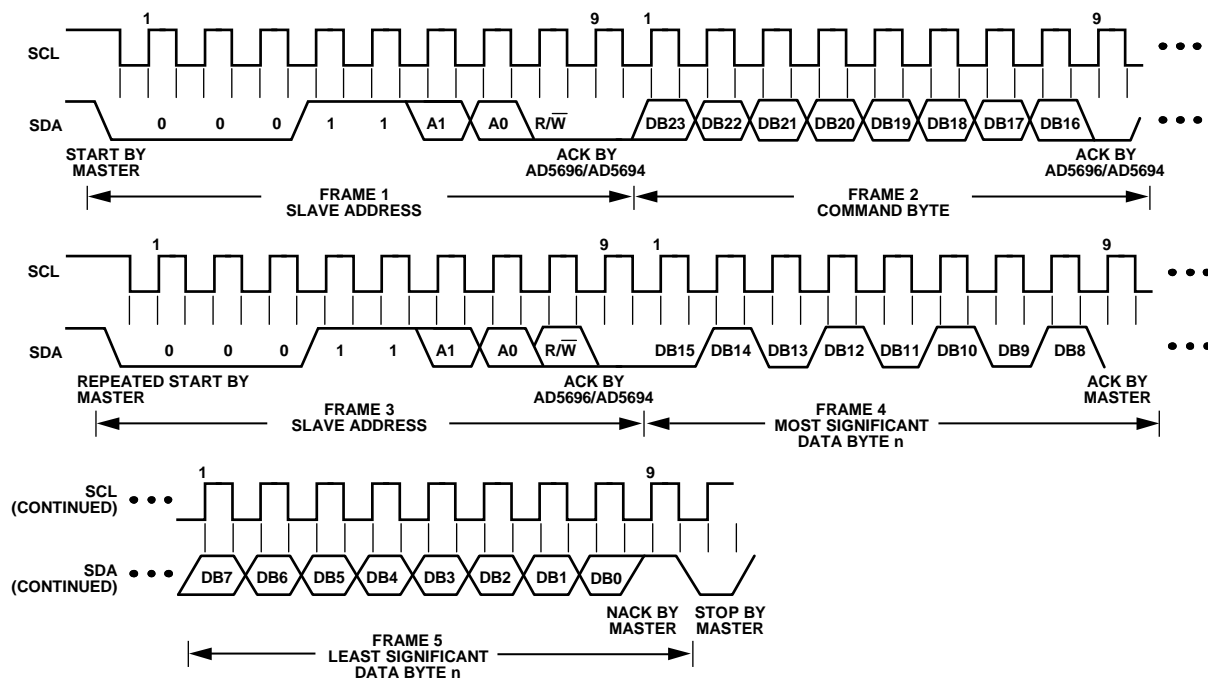 1 9 1 9
SCL
SDA 0 0 0 1 1 A1 A0 R/W̅ DB23 DB22 DB21 DB20 DB19 DB18 DB17 DB16
START BY MASTER
ACK BY AD5696/AD5694
ACK BY AD5696/AD5694
FRAME 1
SLAVE ADDRESS
FRAME 2
COMMAND BYTE
1 9 1 9
SCL
SDA 0 0 0 1 1 A1 A0 R/W̅ DB15 DB14 DB13 DB12 DB11 DB10 DB9 DB8
REPEATED START BY
MASTER
ACK BY
AD5696/AD5694
ACK BY
MASTER
FRAME 3
SLAVE ADDRESS
FRAME 4
MOST SIGNIFICANT
DATA BYTE n
1 9
SCL
(CONTINUED)
SDA
(CONTINUED)
DB7 DB6 DB5 DB4 DB3 DB2 DB1 DB0
NACK BY
MASTER
STOP BY
MASTER
FRAME 5
LEAST SIGNIFICANT
DATA BYTE n